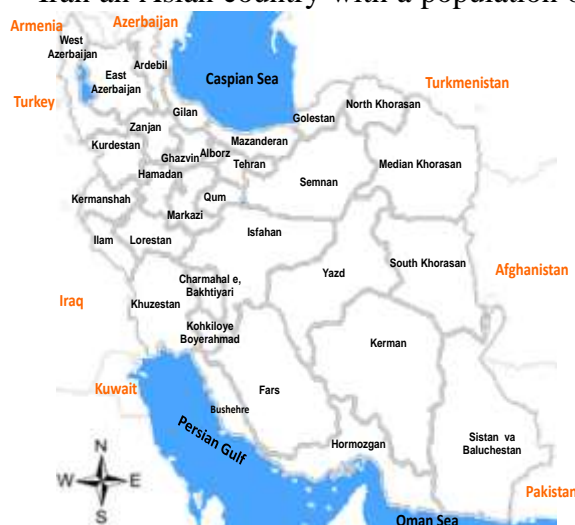 Iran an Asian country with a population o
Armenia
Azerbaijan
West
Azerbaijan
Ardebil
East
Azerbaijan
Caspian Sea
Turkmenistan
Turkey
Gilan
Golestan
North Khorasan
Zanjan
Mazanderan
Kurdestan
Ghazvin
Alborz
Tehran
Median Khorasan
Hamadan
Semnan
Kermanshah
Qum
Markazi
Ilam
Lorestan
Isfahan
South Khorasan
Afghanistan
Yazd
Charmahal e,
Bakhtiyari
Iraq
Khuzestan
Kohkiloye
Boyerahmad
Kerman
Kuwait
Fars
Bushehre
Persian Gulf
Hormozgan
Sistan va
Baluchestan
N
W
E
S
Pakistan
Oman Sea